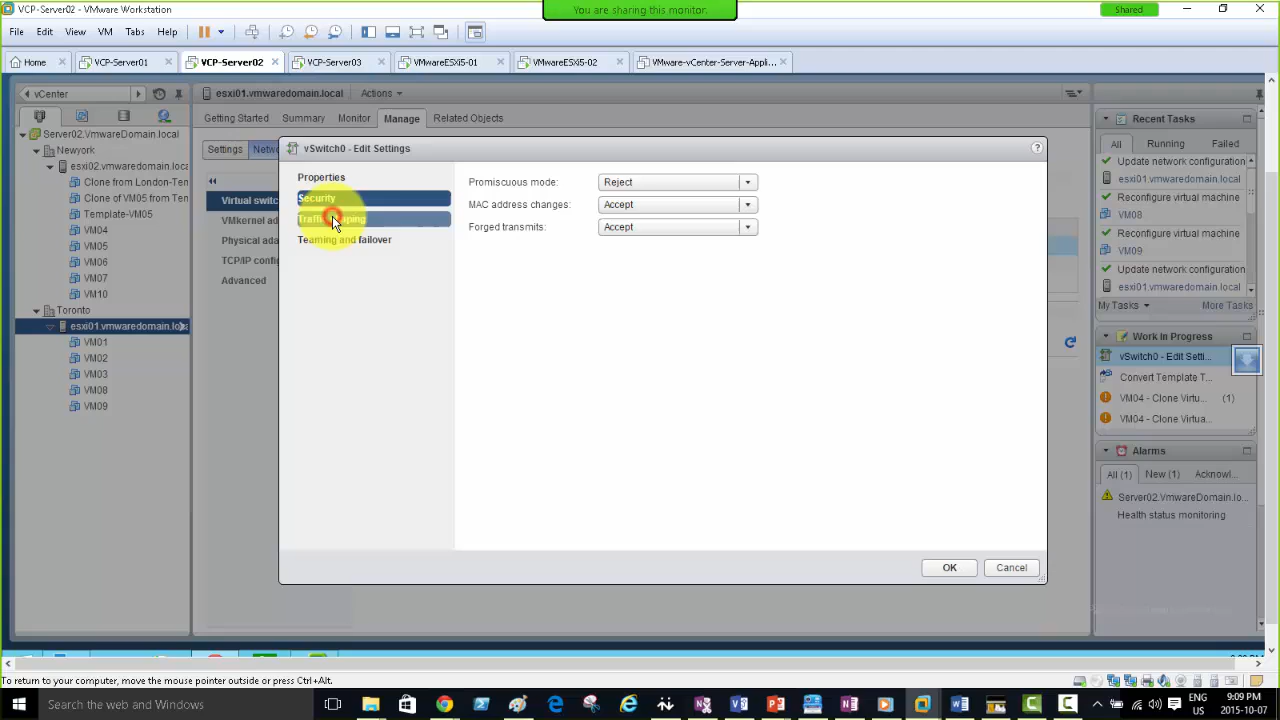 You are sharing this monitor.
VCP-Server02 - VMware Workstation
Shared
File Edit View VM Tabs Help
Home
VCP-Server01
VCP-Server02
VCP-Server03
VMwareESXi5-01
VMwareESXi5-02
VMware-vCenter-Server-Appli...
vCenter
esxi01.vmwaredomain.local
Actions
Getting Started
Summary
Monitor
Manage
Related Objects
Settings
Netw
Virtual switc
VMkernel ad
Physical ada
TCP/IP config
Advanced
Server02.VmwareDomain.local
Newyork
esxi02.vmwaredomain.local
Clone from London-Ten
Clone of VM05 from Ten
Template-VM05
VM04
VM05
VM06
VM07
VM10
Toronto
esxi01.vmwaredomain.loca
VM01
VM02
VM03
VM08
VM09
vSwitch0 - Edit Settings
Properties
Security
Teaming and failover
Promiscuous mode: Reject
MAC address changes: Accept
Forged transmits: Accept
OK
Cancel
Recent Tasks
All Running Failed
Update network configuration
esxi01.vmwaredomain.local
Reconfigure virtual machine
VM08
Reconfigure virtual machine
VM09
Update network configuration
esxi01.vmwaredomain.local
My Tasks
More Tasks
Work In Progress
vSwitch0 - Edit Setti...
Convert Template T...
VM04 - Clone Virtu... (1)
VM04 - Clone Virtua...
Alarms
All (1) New (1) Acknowl...
Server02.VmwareDomain.lo...
Health status monitoring
To return to your computer, move the mouse pointer outside or press Ctrl+Alt.
Search the web and Windows
ENG
US
9:09 PM
2015-10-07